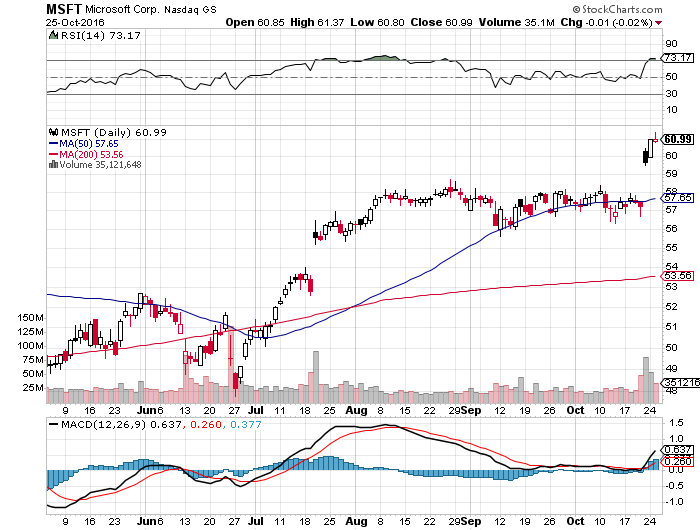 MSFT Microsoft Corp. Nasdaq GS © StockCharts.com
25-Oct-2016 Open 60.85 High 61.37 Low 60.80 Close 60.99 Volume 35.1M Chg -0.01 (-0.02%)
RSI(14) 73.17
90
73.17
50
30
10
MSFT (Daily) 60.99
MA(50) 57.65
MA(200) 53.56
Volume 35,121,648
60.99
60
59
58
57.65
57
56
55
54
53.56
53
52
51
50
49
48
150M
125M
100M
75M
50M
25M
351216
9 16 23 Jun 6 13 20 27 Jul 11 18 25 Aug 8 15 22 29 Sep 12 19 26 Oct 10 17 24
MACD(12,26,9) 0.637, 0.260, 0.377
1.5
1.0
0.637
0.260
0.0
-0.5
-1.0
9 16 23 Jun 6 13 20 27 Jul 11 18 25 Aug 8 15 22 29 Sep 12 19 26 Oct 10 17 24